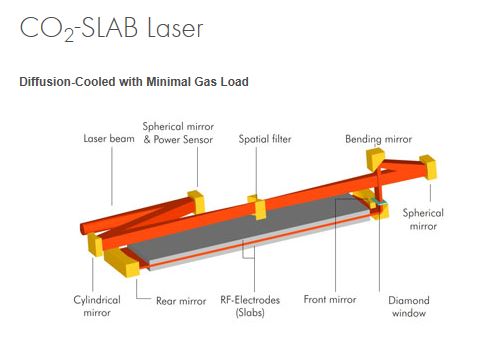 CO₂-SLAB Laser
Diffusion-Cooled with Minimal Gas Load
Spherical mirror
Laser beam & Power Sensor Spatial filter Bending mirror
Spherical
mirror
Cylindrical Rear mirror RF-Electrodes Front mirror Diamond
mirror (Slabs) window